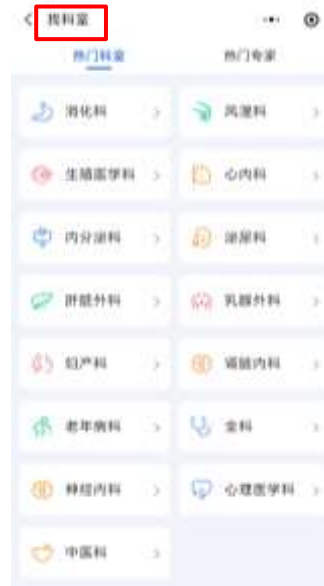 找科室
热门科室 热门专家
消化科 风湿科
生殖医学科 心内科
内分泌科 泌尿科
肝脏外科 乳腺外科
妇产科 肾脏内科
老年病科 全科
神经内科 心理医学科
中医科